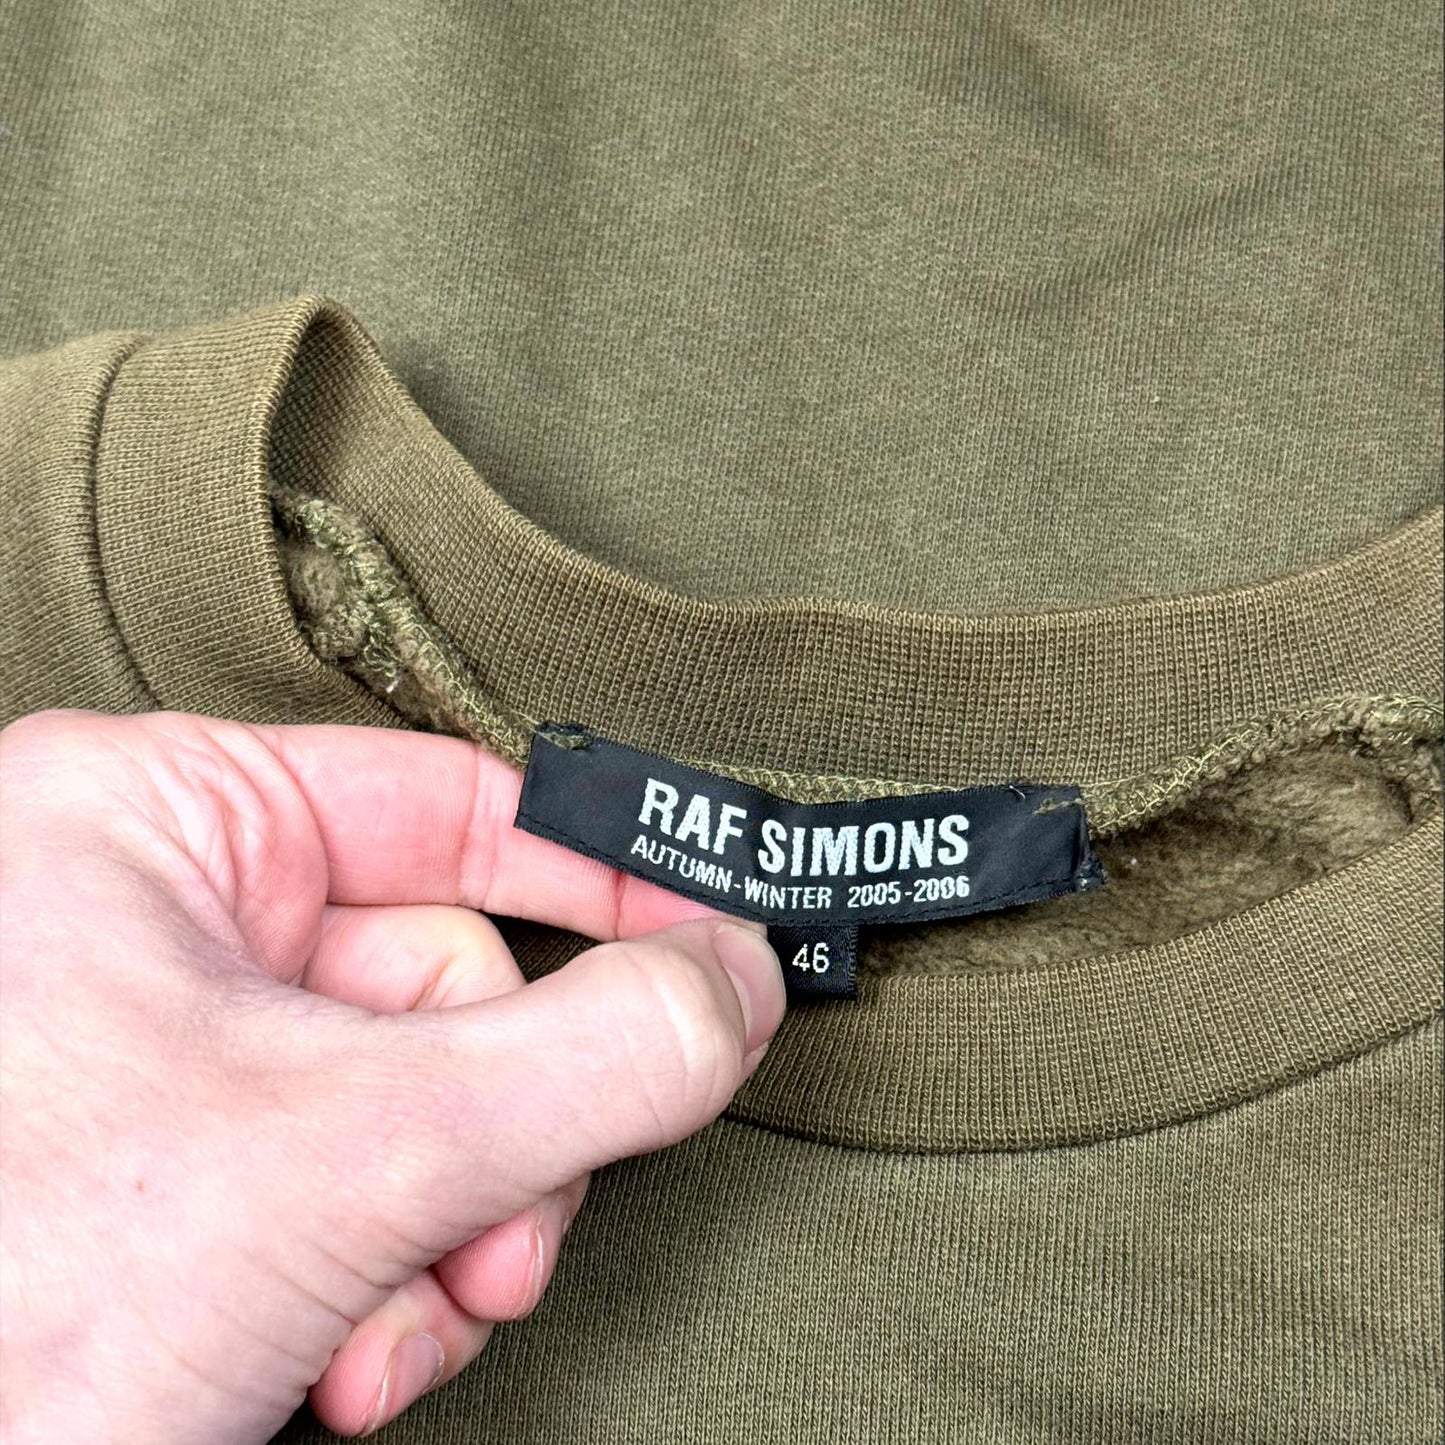 RAF SIMONS
AUTUMN-WINTER 2005-2006
46